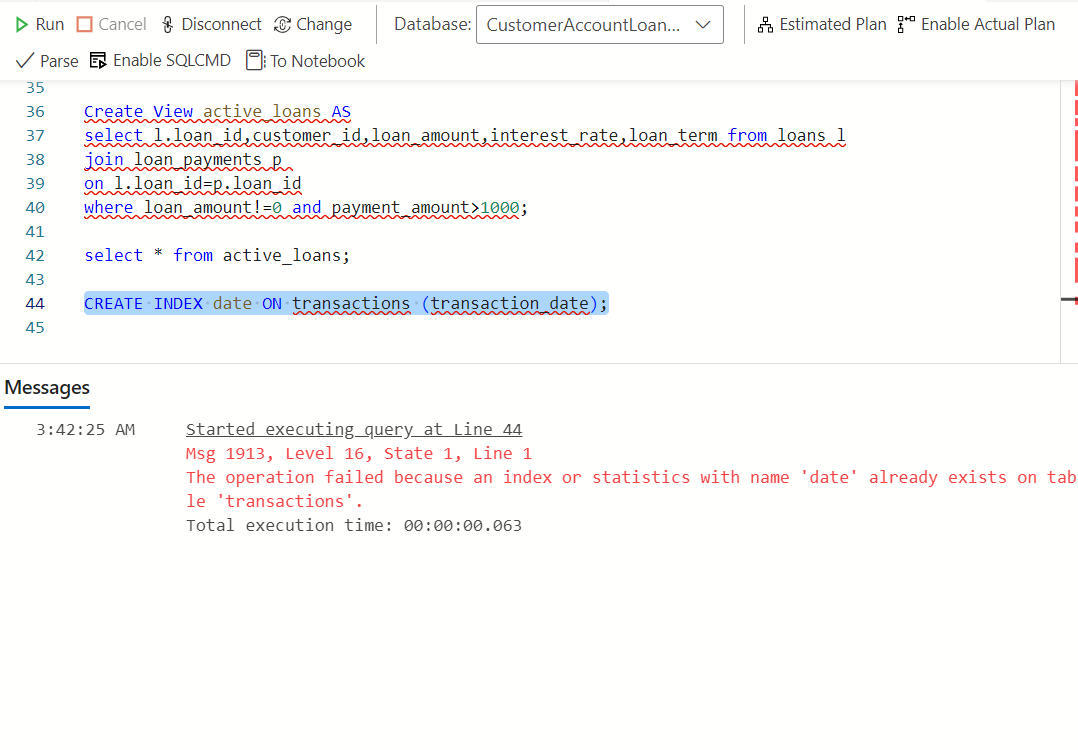 Run Cancel Disconnect Change Database: CustomerAccountLoan... Estimated Plan Enable Actual Plan
Parse Enable SQLCMD To Notebook
35
36 Create View active_loans AS
37 select l.loan_id,customer_id,loan_amount,interest_rate,loan_term from loans l
38 join loan_payments p
39 on l.loan_id=p.loan_id
40 where loan_amount!=0 and payment_amount>1000;
41
42 select * from active_loans;
43
44 CREATE INDEX date ON transactions (transaction_date);
45
Messages
3:42:25 AM Started executing query at Line 44
Msg 1913, Level 16, State 1, Line 1
The operation failed because an index or statistics with name 'date' already exists on tab
le 'transactions'.
Total execution time: 00:00:00.063